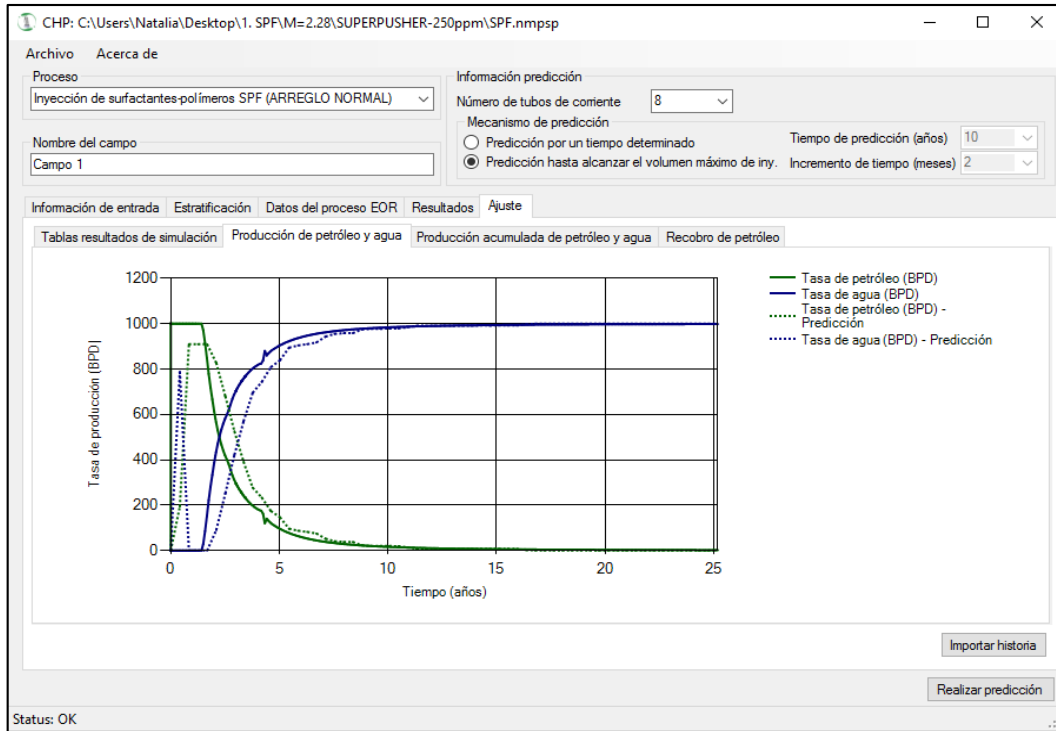 CHP: C:\Users\Natalia\Desktop\1. SPF\M=2.28\SUPERPUSHER-250ppm\SPF.nmpsp
Archivo Acerca de
Proceso
Inyección de surfactantes-polímeros SPF (ARREGLO NORMAL)
Nombre del campo
Campo 1
Información predicción
Número de tubos de corriente 8
Mecanismo de predicción
Predicción por un tiempo determinado
Predicción hasta alcanzar el volumen máximo de iny.
Tiempo de predicción (años) 10
Incremento de tiempo (meses) 2
Información de entrada Estratificación Datos del proceso EOR Resultados Ajuste
Tablas resultados de simulación Producción de petróleo y agua Producción acumulada de petróleo y agua Recobro de petróleo
Tasa de producción [BPD]
1200
1000
800
600
400
200
0
0 5 10 15 20 25
Tiempo (años)
Tasa de petróleo (BPD)
Tasa de agua (BPD)
Tasa de petróleo (BPD) -
Predicción
Tasa de agua (BPD) - Predicción
Importar historia
Realizar predicción
Status: OK